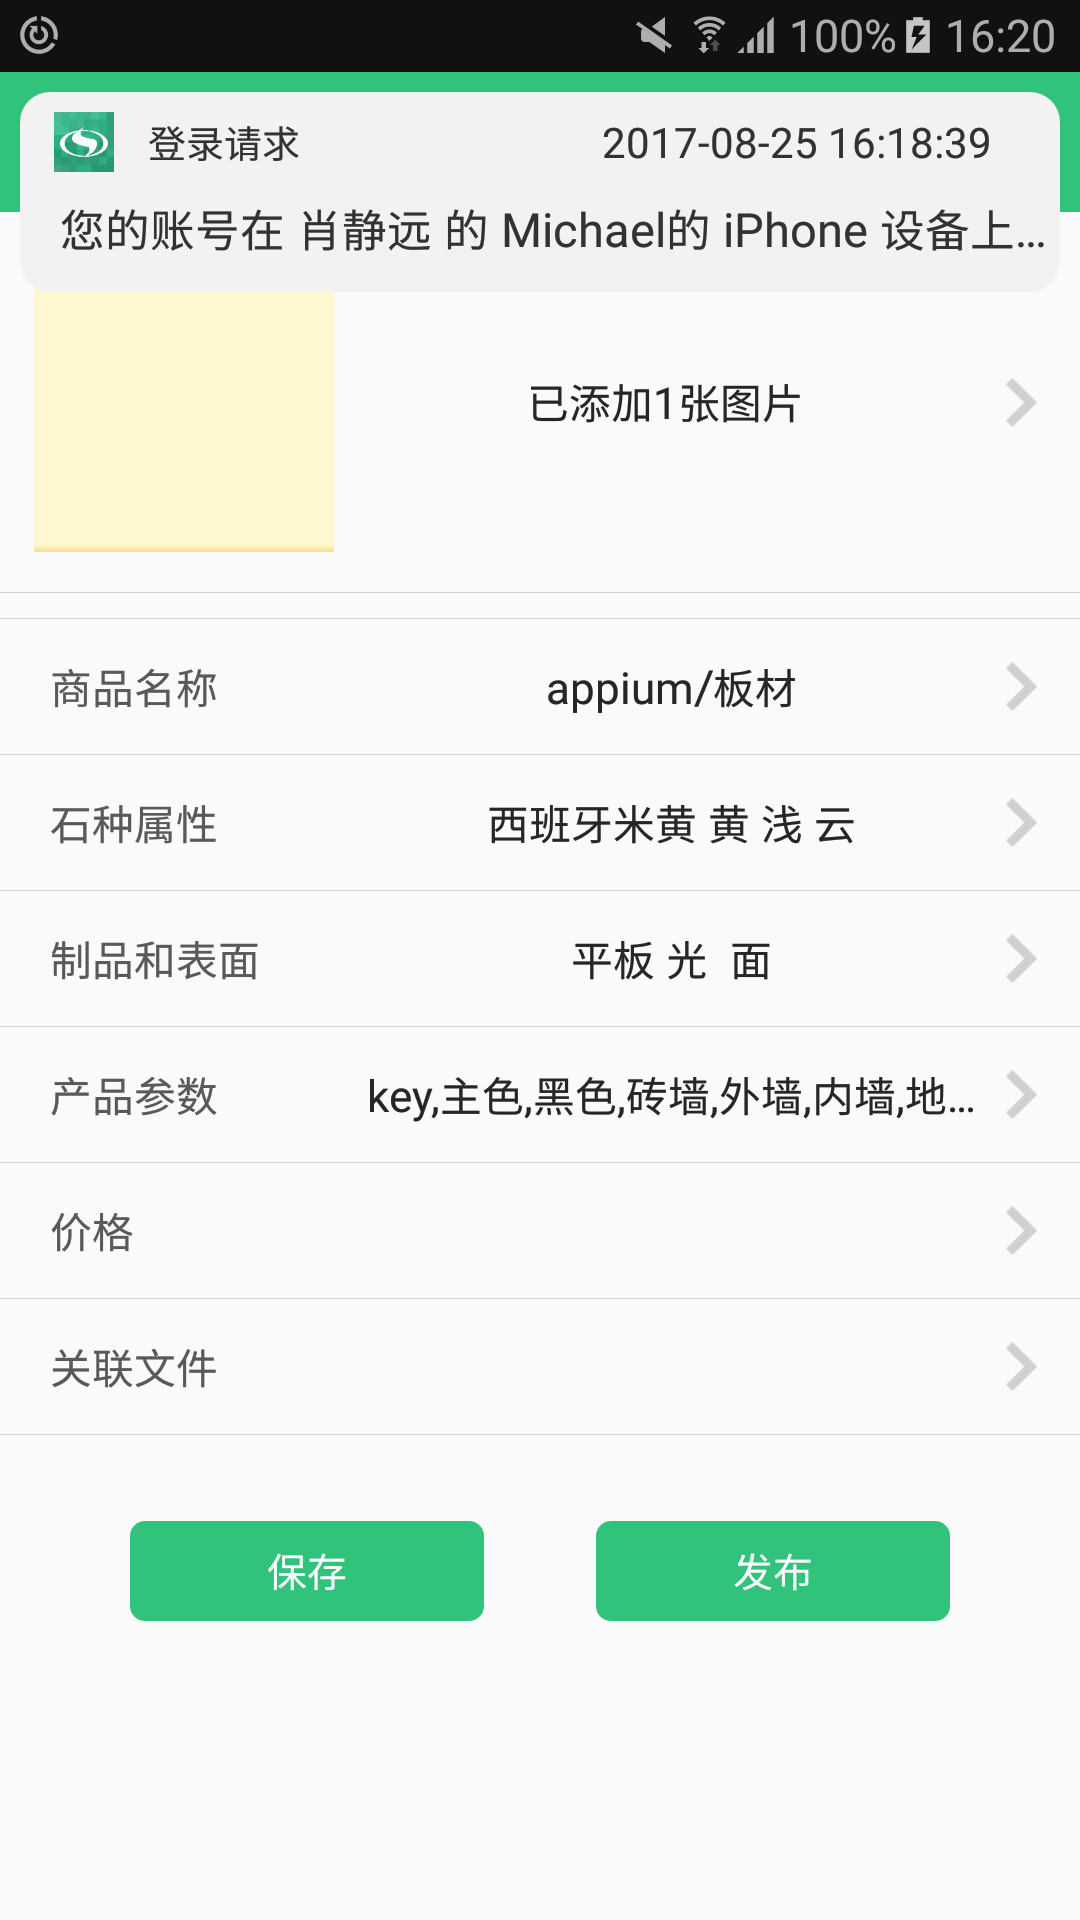 100% 16:20
登录请求 2017-08-25 16:18:39
您的账号在 肖静远 的 Michael的 iPhone 设备上...
已添加1张图片
商品名称 appium/板材
石种属性 西班牙米黄 黄 浅 云
制品和表面 平板 光 面
产品参数 key,主色,黑色,砖墙,外墙,内墙,地...
价格
关联文件
保存 发布